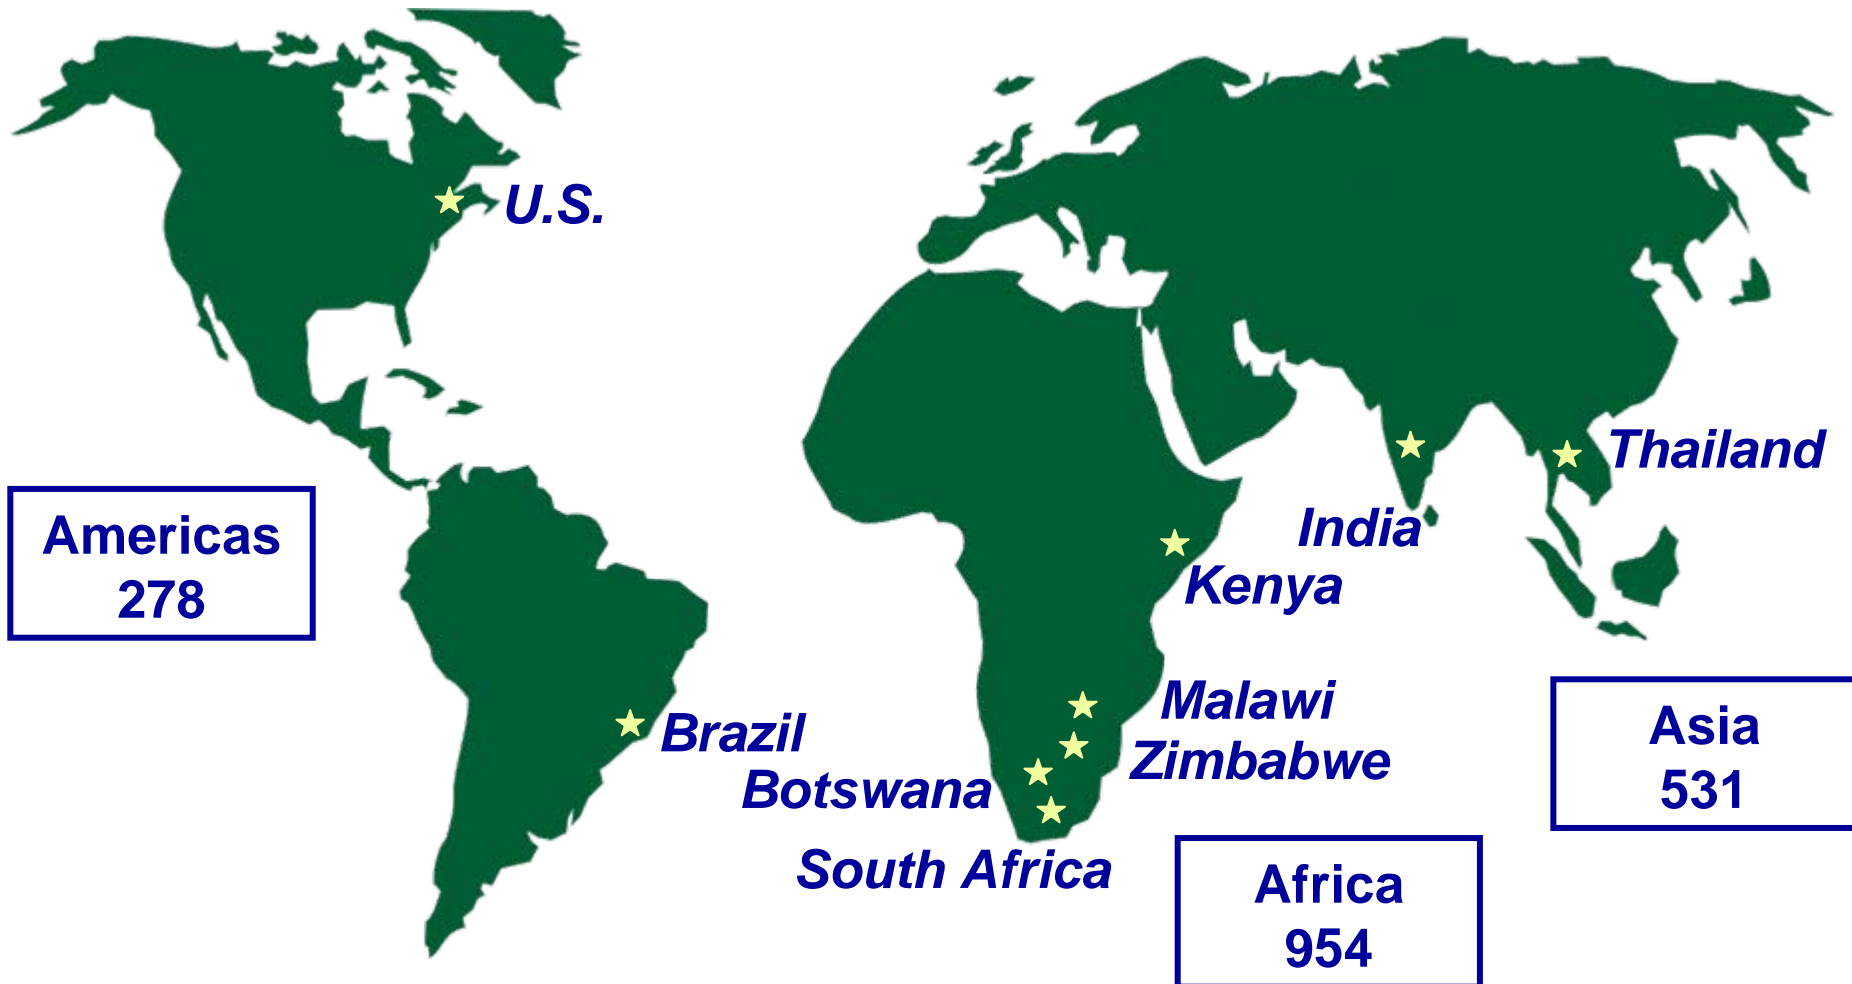 U.S.
Thailand
Americas
278
India
Kenya
Malawi
Brazil
Zimbabwe
Botswana
Asia
531
South Africa
Africa
954